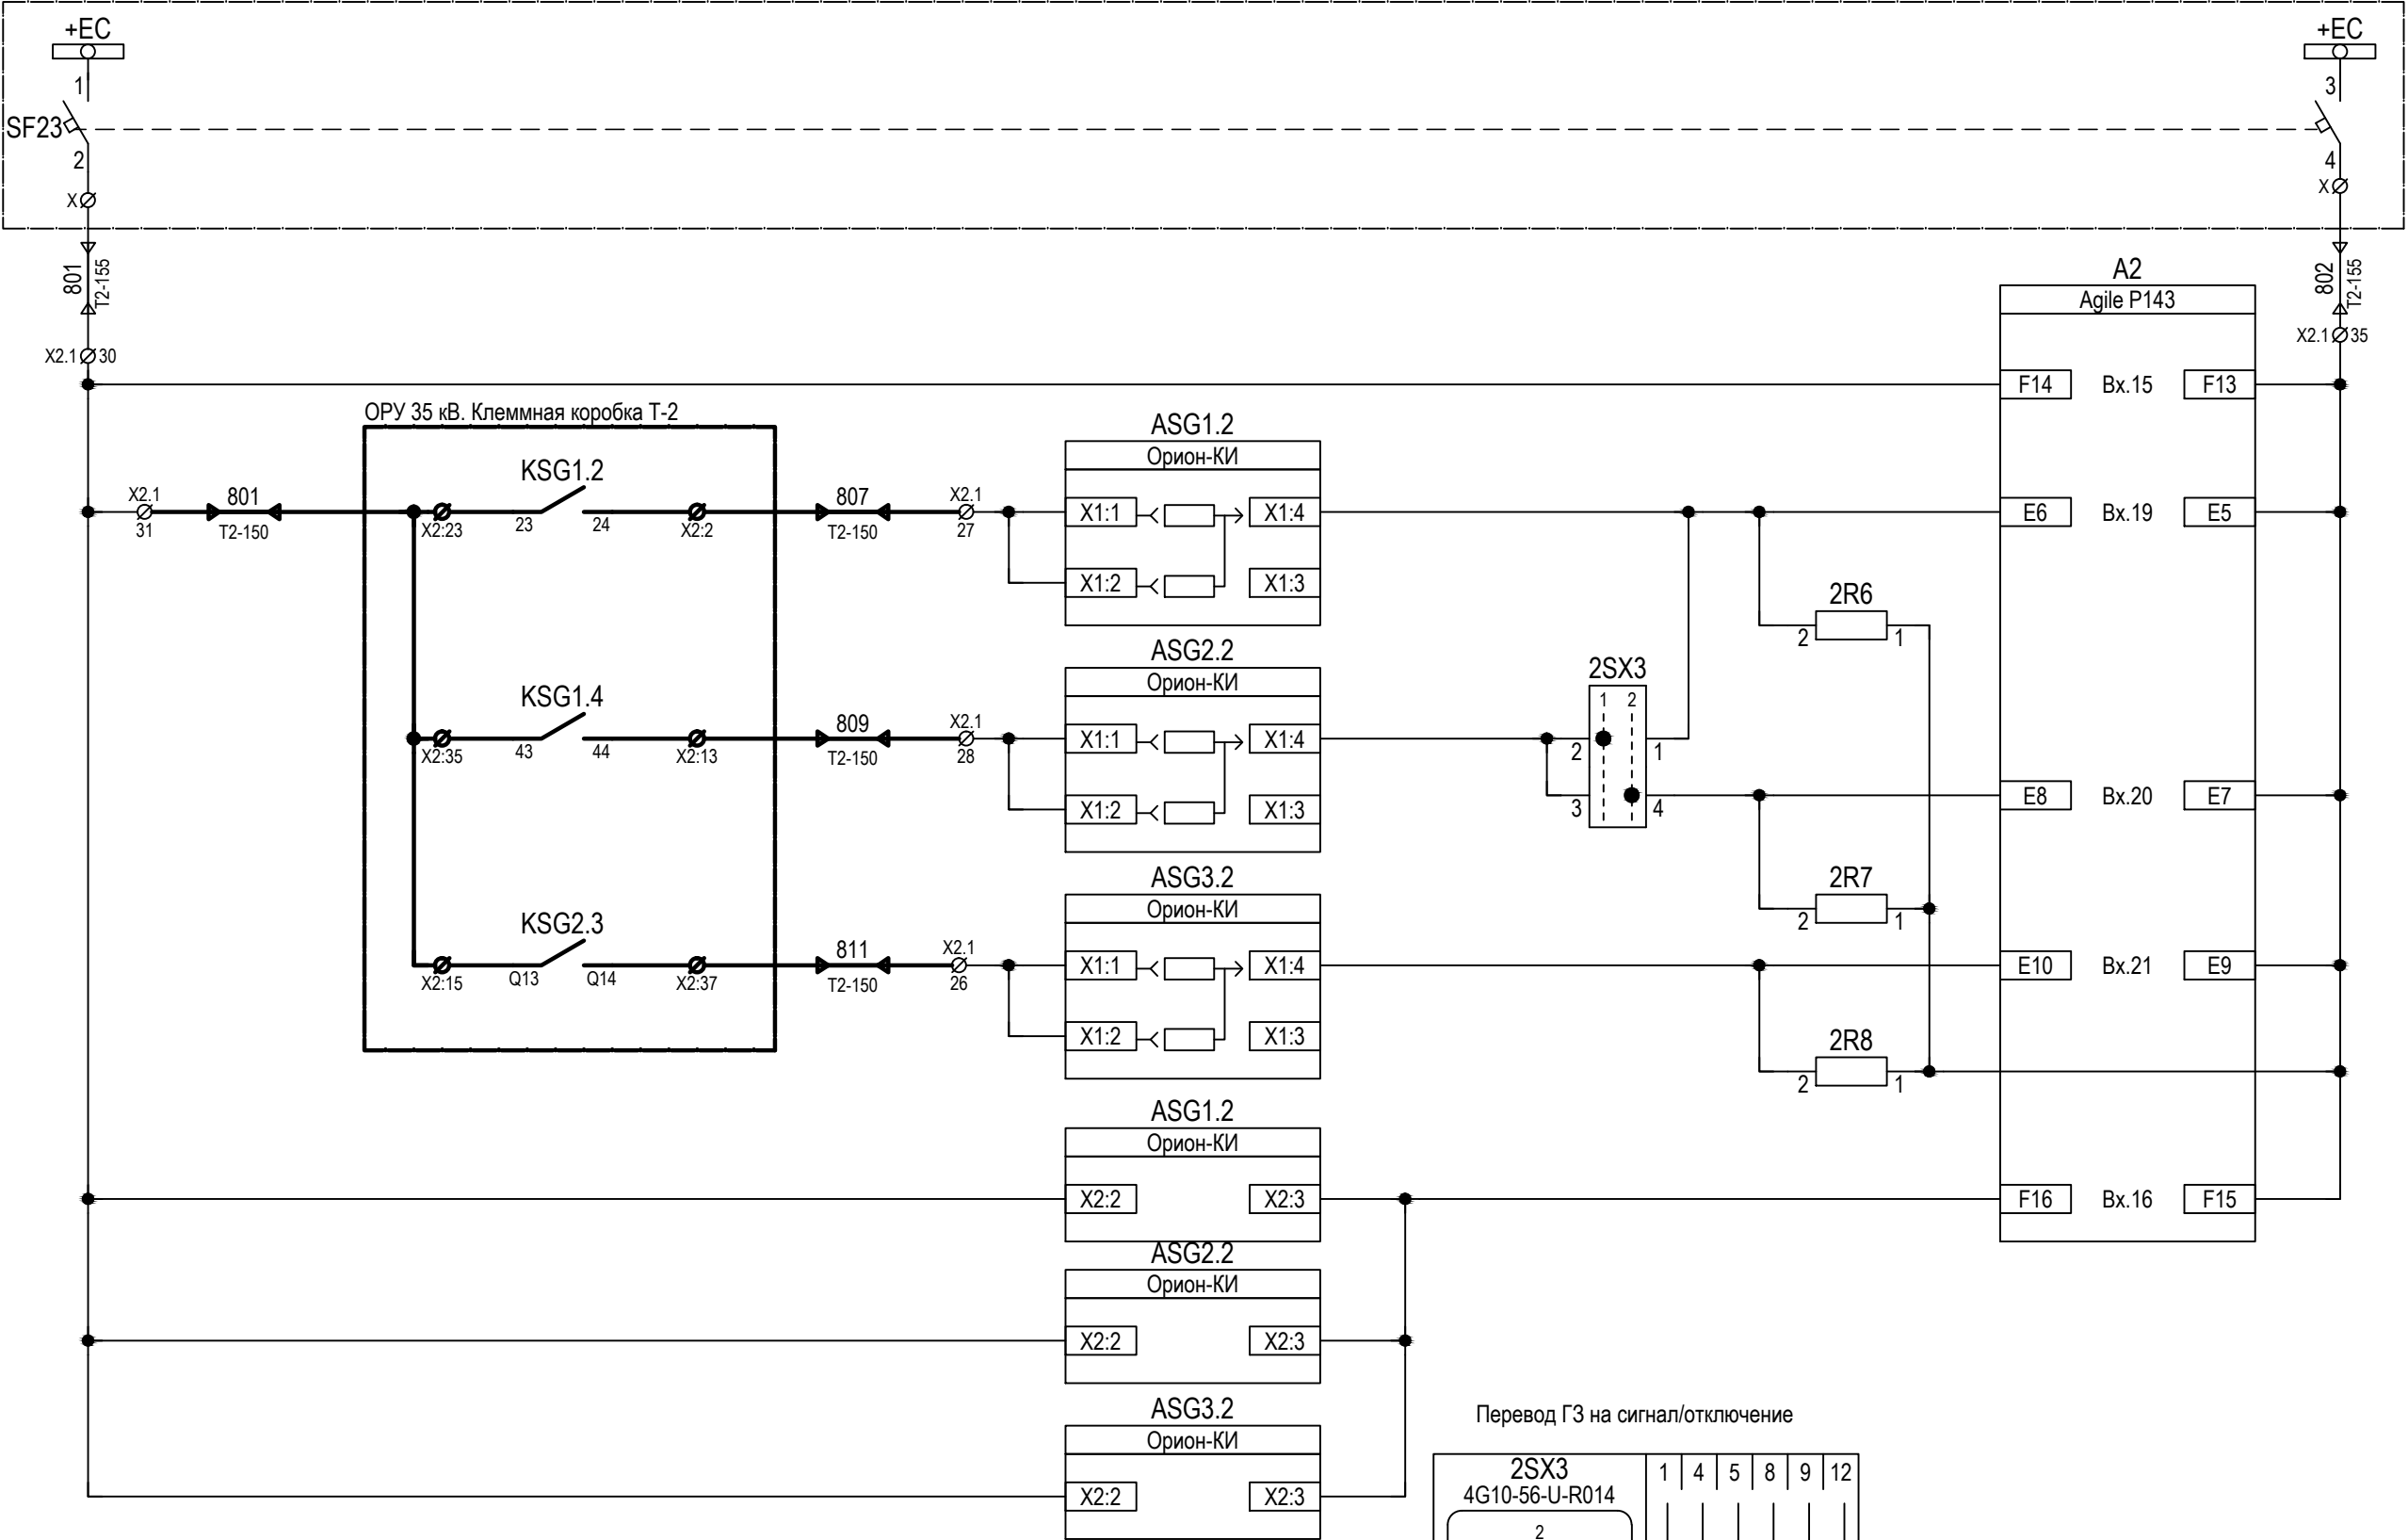 +EC
+EC
1
3
SF23
2
4
X
X
801
T2-155
802
T2-155
A2
Agile P143
X2.1 30
X2.1 35
F14 Вх.15 F13
ОРУ 35 кВ. Клеммная коробка Т-2
ASG1.2
Орион-КИ
KSG1.2
X2.1
801
807
X2.1
X1:1 X1:4
E6 Вх.19 E5
31
T2-150
X2:23
23
24
X2:2
T2-150
27
X1:2 X1:3
2R6
2 1
ASG2.2
Орион-КИ
2SX3
KSG1.4
1 2
809
X2.1
X1:1 X1:4
2 1
X2:35
43
44
X2:13
T2-150
28
X1:2 X1:3
3 4
E8 Вх.20 E7
ASG3.2
Орион-КИ
2R7
2 1
KSG2.3
811
X2.1
X1:1 X1:4
E10 Вх.21 E9
X2:15
Q13
Q14
X2:37
T2-150
26
X1:2 X1:3
2R8
2 1
ASG1.2
Орион-КИ
X2:2 X2:3
F16 Вх.16 F15
ASG2.2
Орион-КИ
X2:2 X2:3
ASG3.2
Орион-КИ
X2:2 X2:3
Перевод ГЗ на сигнал/отключение
2SX3
4G10-56-U-R014
1 4 5 8 9 12
2